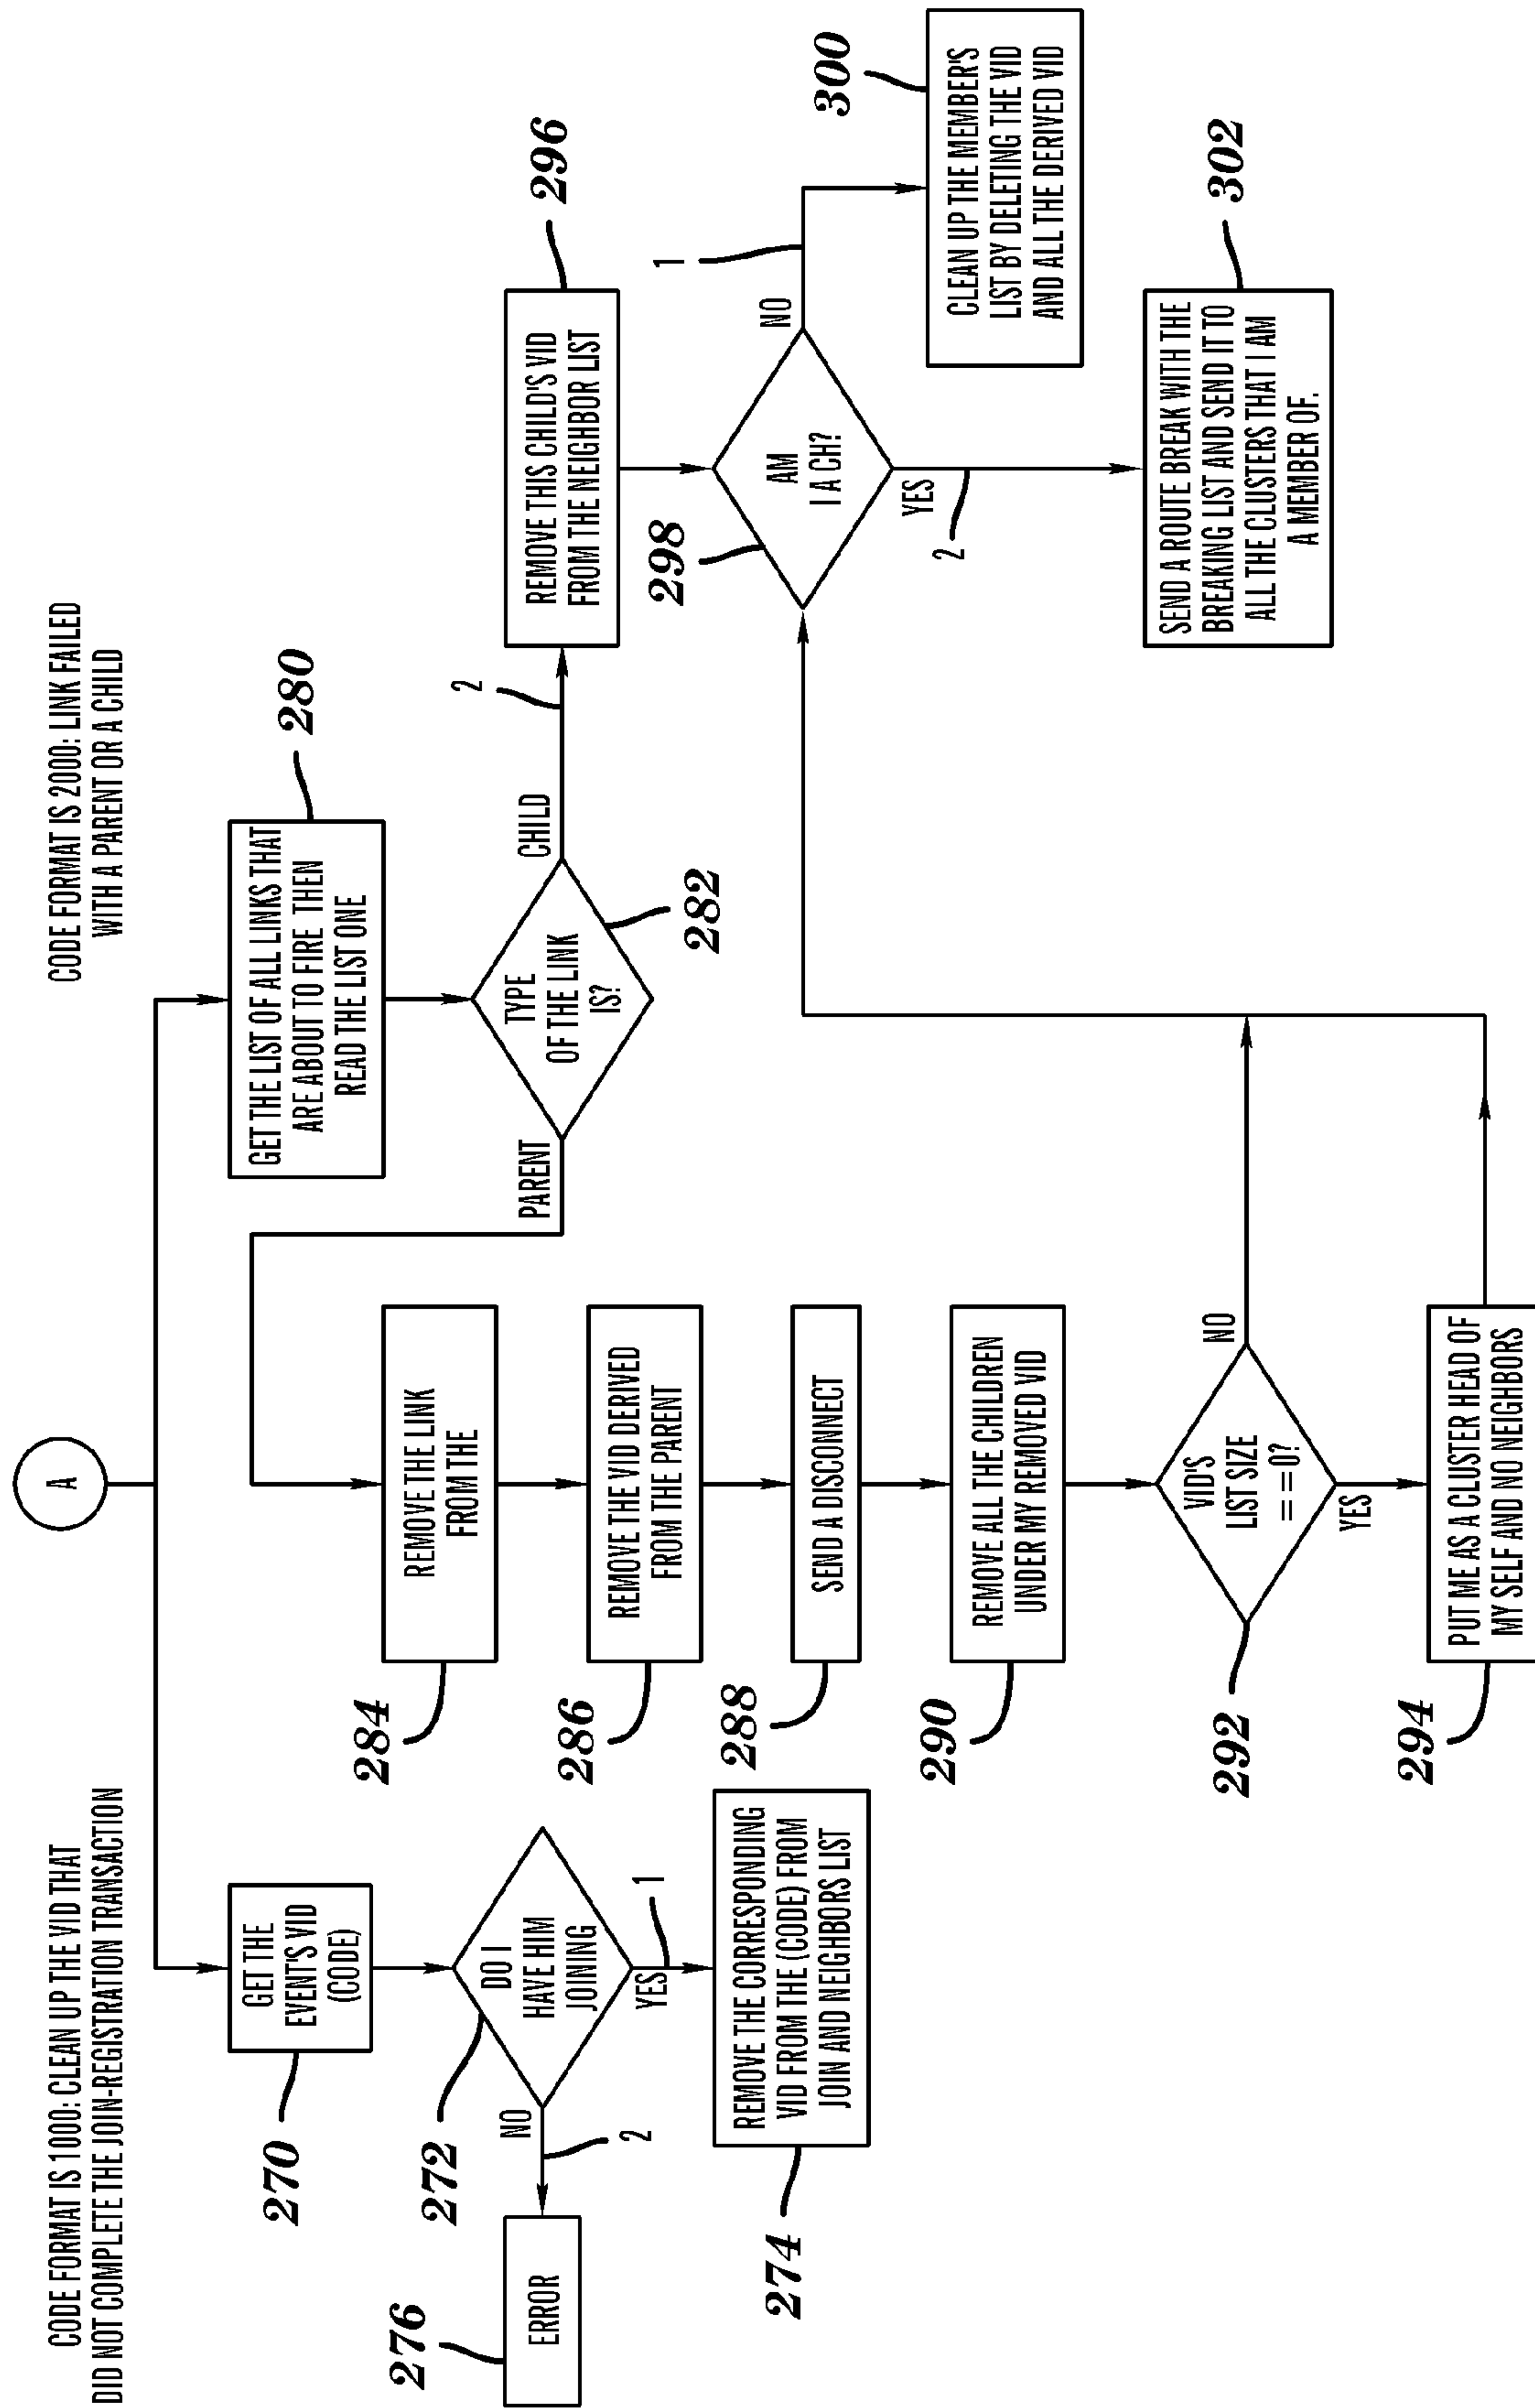 A
CODE FORMAT IS 1000: CLEAN UP THE VID THAT
DID NOT COMPLETE THE JOIN-REGISTRATION TRANSACTION
CODE FORMAT IS 2000: LINK FAILED
WITH A PARENT OR A CHILD
270
GET THE
EVENT'S VID
(CODE)
272
DO I
HAVE HIM
JOINING
NO
2
276
ERROR
YES
1
274
REMOVE THE CORRESPONDING
VID FROM THE (CODE) FROM
JOIN AND NEIGHBORS LIST
280
GET THE LIST OF ALL LINKS THAT
ARE ABOUT TO FIRE THEN
READ THE LIST ONE
282
TYPE
OF THE LINK
IS?
PARENT
CHILD
2
284
REMOVE THE LINK
FROM THE
286
REMOVE THE VID DERIVED
FROM THE PARENT
288
SEND A DISCONNECT
290
REMOVE ALL THE CHILDREN
UNDER MY REMOVED VID
292
VID'S
LIST SIZE
= = 0?
NO
YES
294
PUT ME AS A CLUSTER HEAD OF
MY SELF AND NO NEIGHBORS
296
REMOVE THIS CHILD'S VID
FROM THE NEIGHBOR LIST
298
AM
I A CH?
NO
1
300
CLEAN UP THE MEMBER'S
LIST BY DELETING THE VID
AND ALL THE DERIVED VID
YES
2
302
SEND A ROUTE BREAK WITH THE
BREAKING LIST AND SEND IT TO
ALL THE CLUSTERS THAT I AM
A MEMBER OF.